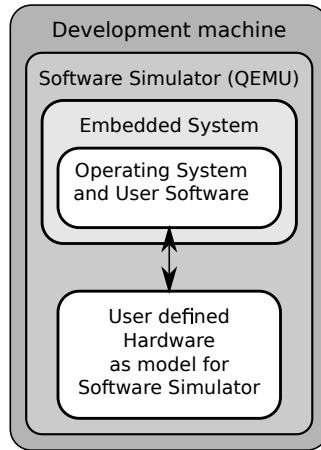 Development machine
Software Simulator (QEMU)
Embedded System
Operating System
and User Software
User defined
Hardware
as model for
Software Simulator